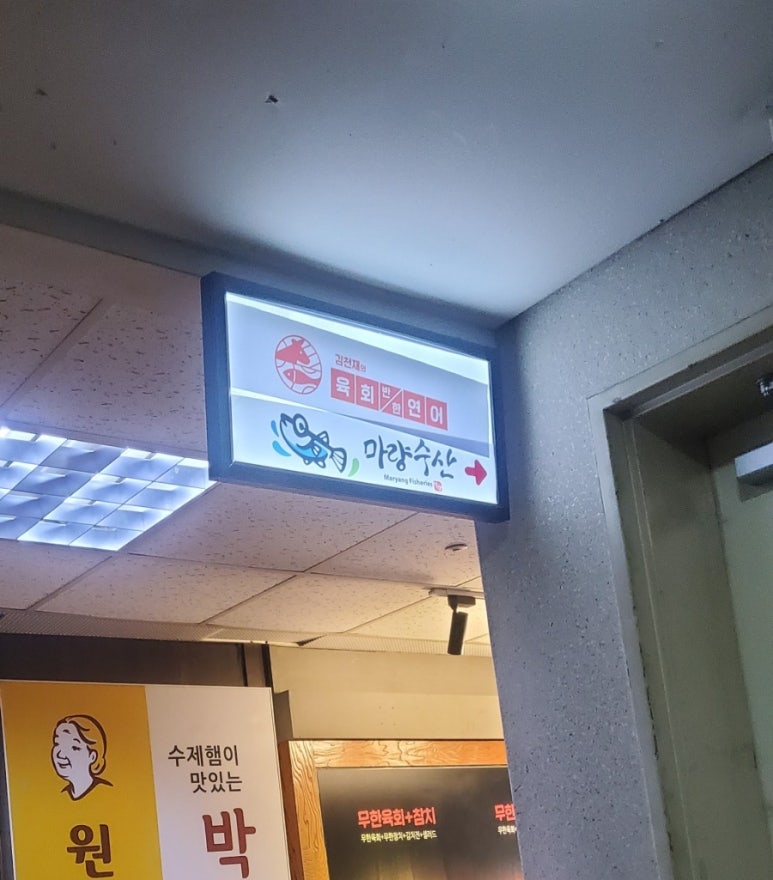 김전재의
육회 반/한 연어
마량수산
Maryang Fisheries
수제햄이
맛있는
원
박
무한육회+참치
무한